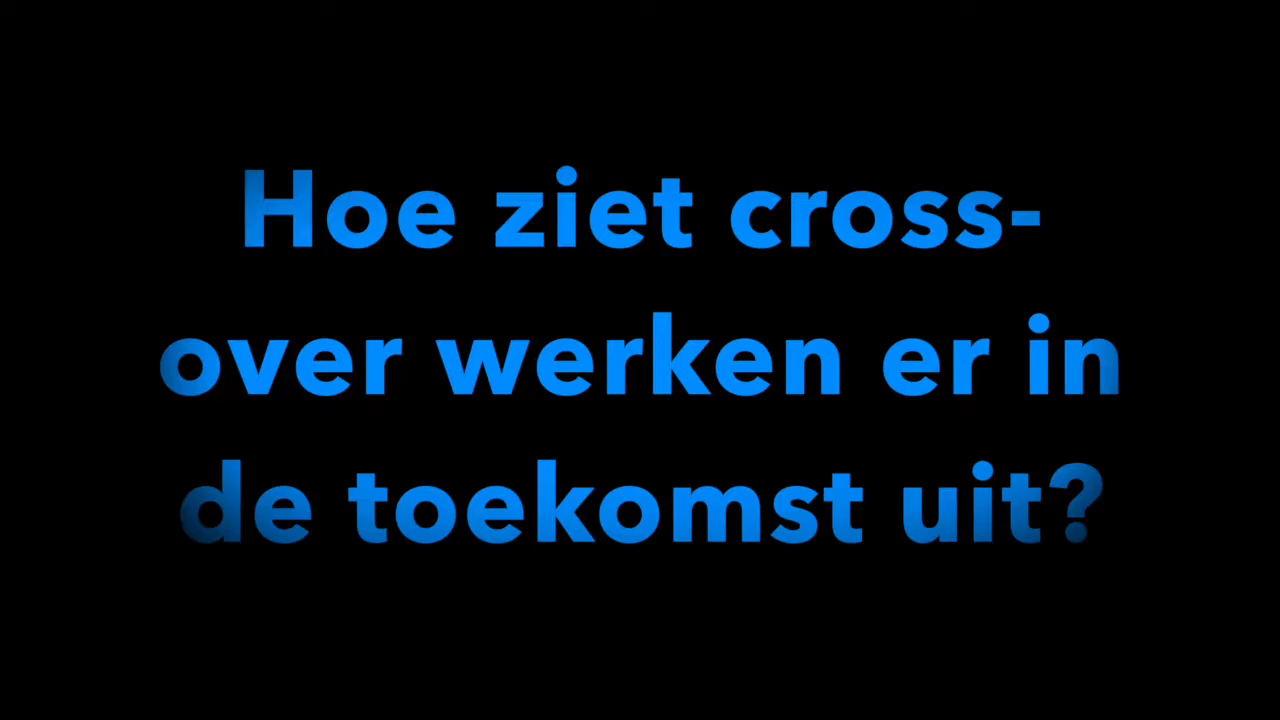 Hoe ziet cross-
over werken er in
de toekomst uit?